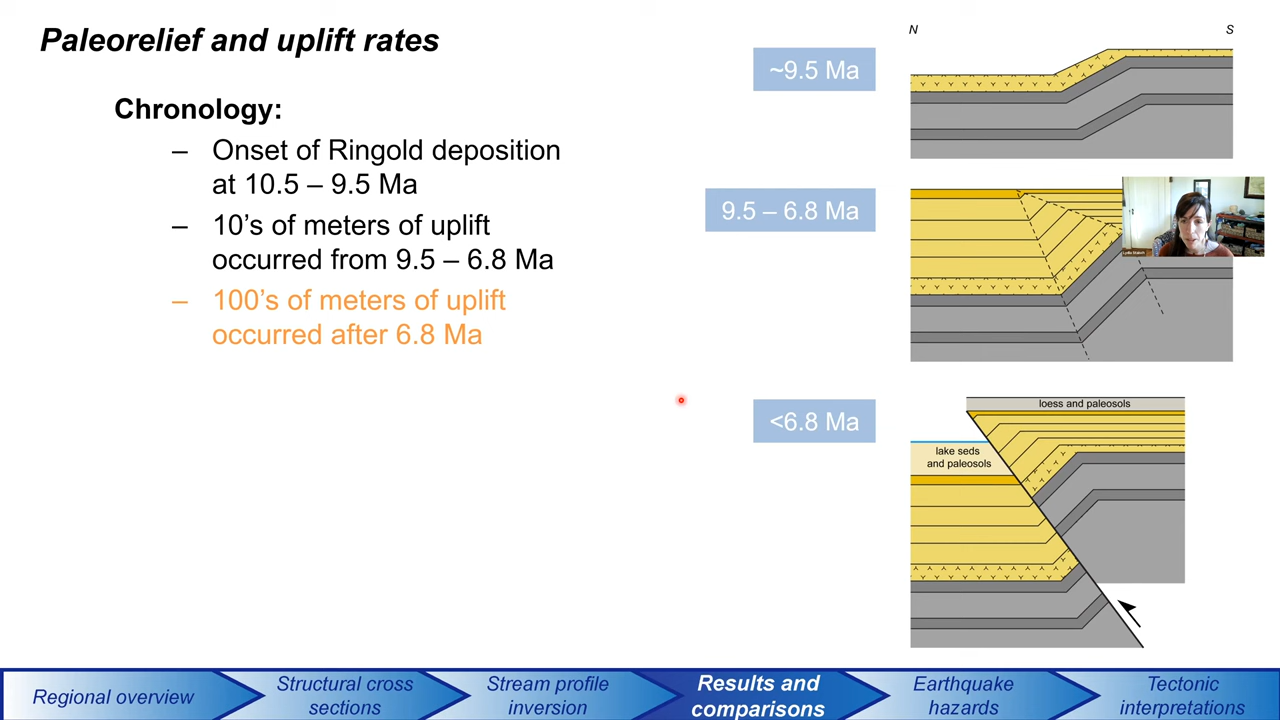 Paleorelief and uplift rates
Chronology:
– Onset of Ringold deposition
at 10.5 – 9.5 Ma
– 10's of meters of uplift
occurred from 9.5 – 6.8 Ma
– 100's of meters of uplift
occurred after 6.8 Ma
N
S
~9.5 Ma
9.5 – 6.8 Ma
<6.8 Ma
loess and paleosols
lake seds
and paleosols
Regional overview
Structural cross
sections
Stream profile
inversion
Results and
comparisons
Earthquake
hazards
Tectonic
interpretations